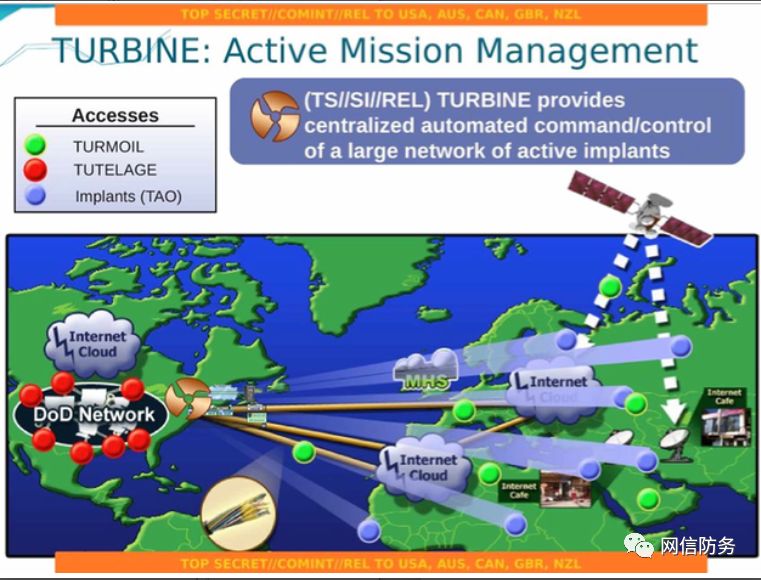 TOP SECRET//COMINT//REL TO USA, AUS, CAN, GBR, NZL
TURBINE: Active Mission Management
Accesses
TURMOIL
TUTELAGE
Implants (TAO)
(TS//SI//REL) TURBINE provides
centralized automated command/control
of a large network of active implants
Internet
Cloud
DoD Network
MHS
Internet
Cloud
Internet
Cafe
Internet
Cloud
Internet
Cafe
网信防务
TOP SECRET//COMINT//REL TO USA, AUS, CAN, GBR, NZL